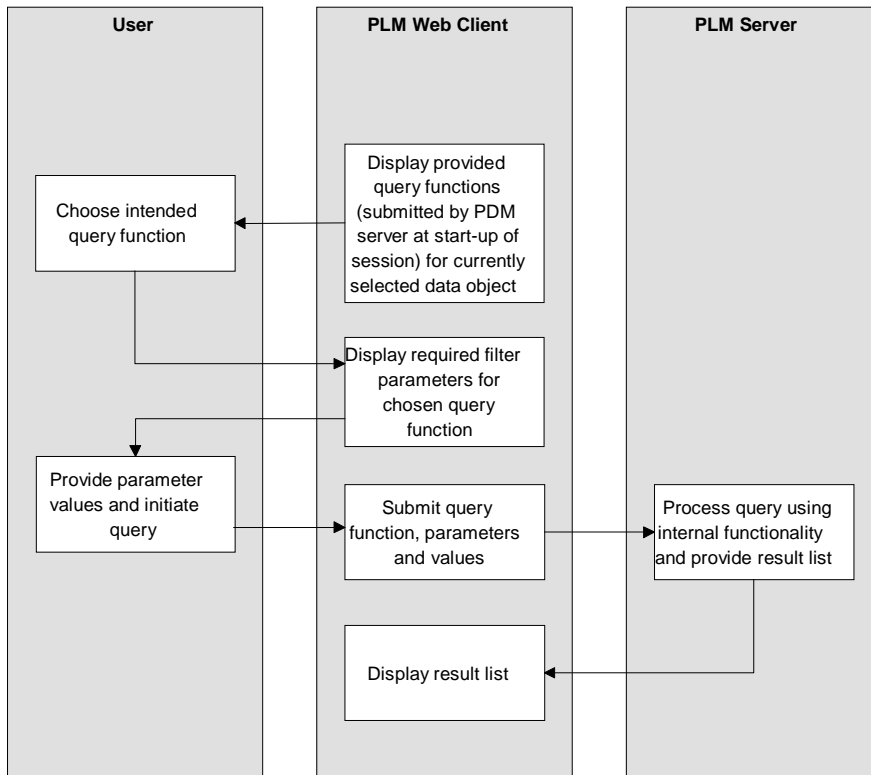 User
PLM Web Client
PLM Server
Display provided
query functions
(submitted by PDM
server at start-up of
session) for currently
selected data object
Choose intended
query function
Display required filter
parameters for
chosen query
function
Provide parameter
values and initiate
query
Submit query
function, parameters
and values
Process query using
internal functionality
and provide result list
Display result list